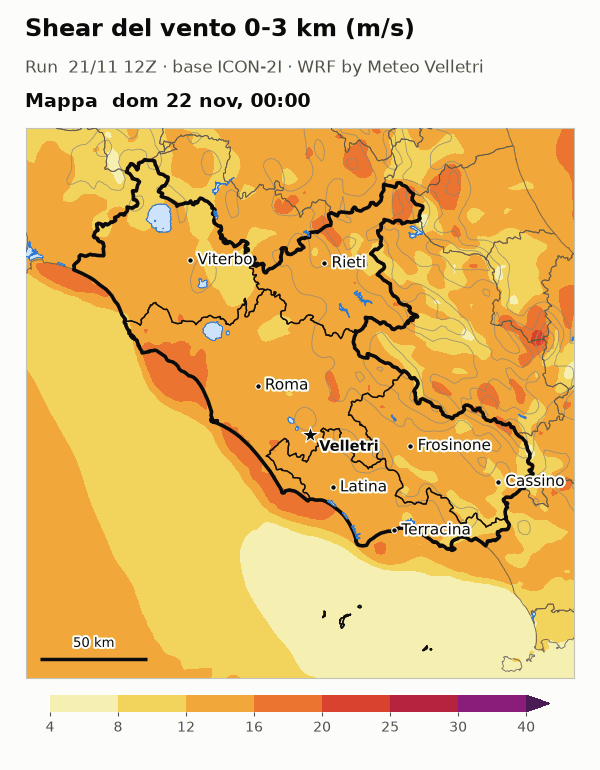 Shear del vento 0-3 km (m/s)
Run  21/11 12Z · base ICON-2I · WRF by Meteo Velletri
Mappa  dom 22 nov, 00:00
Viterbo
Rieti
Roma
Velletri
Frosinone
Latina
Cassino
Terracina
50 km
4 8 12 16 20 25 30 40